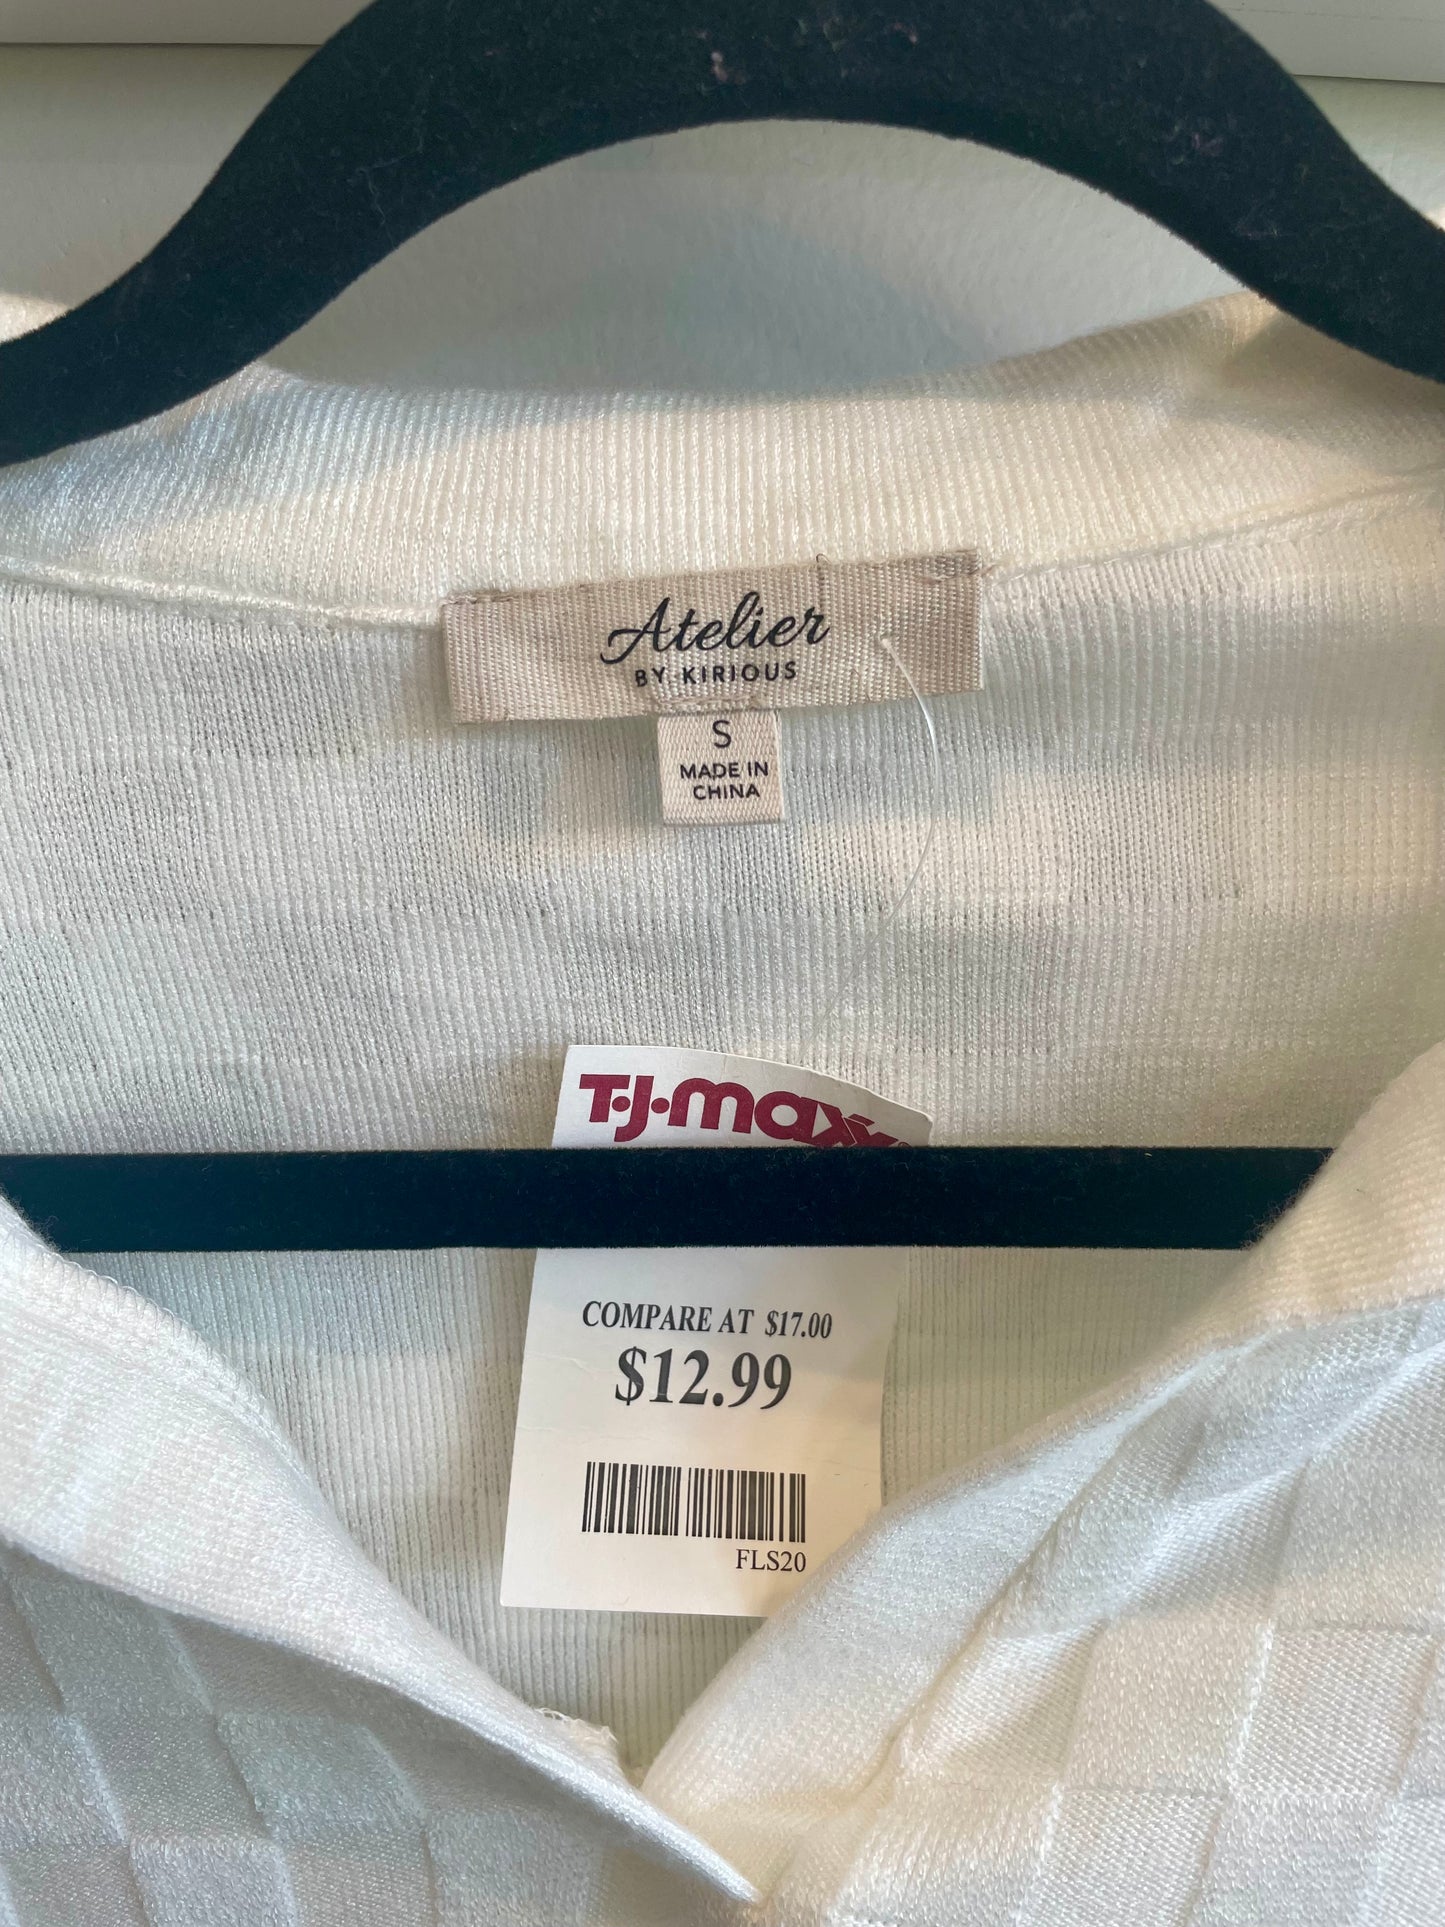 Atelier
BY KIRIOUS
S
MADE IN
CHINA
T.J.maxx
COMPARE AT $17.00
$12.99
FLS20